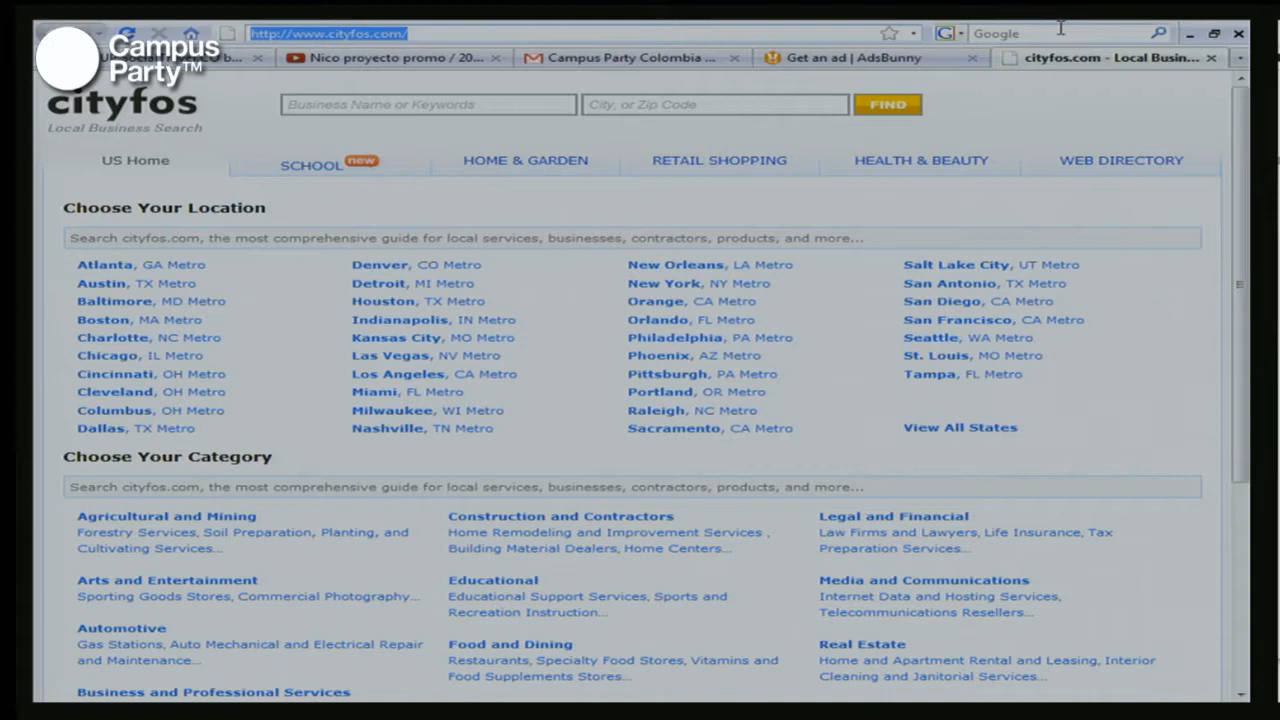 Campus
Party™
http://www.cityfos.com/
Google
Nico proyecto promo / 20...
Campus Party Colombia ...
Get an ad | AdsBunny
cityfos.com - Local Busin...
cityfos
Local Business Search
Business Name or Keywords
City, or Zip Code
FIND
US Home
SCHOOL new
HOME & GARDEN
RETAIL SHOPPING
HEALTH & BEAUTY
WEB DIRECTORY
Choose Your Location
Search cityfos.com, the most comprehensive guide for local services, businesses, contractors, products, and more...
Atlanta, GA Metro
Austin, TX Metro
Baltimore, MD Metro
Boston, MA Metro
Charlotte, NC Metro
Chicago, IL Metro
Cincinnati, OH Metro
Cleveland, OH Metro
Columbus, OH Metro
Dallas, TX Metro
Denver, CO Metro
Detroit, MI Metro
Houston, TX Metro
Indianapolis, IN Metro
Kansas City, MO Metro
Las Vegas, NV Metro
Los Angeles, CA Metro
Miami, FL Metro
Milwaukee, WI Metro
Nashville, TN Metro
New Orleans, LA Metro
New York, NY Metro
Orange, CA Metro
Orlando, FL Metro
Philadelphia, PA Metro
Phoenix, AZ Metro
Pittsburgh, PA Metro
Portland, OR Metro
Raleigh, NC Metro
Sacramento, CA Metro
Salt Lake City, UT Metro
San Antonio, TX Metro
San Diego, CA Metro
San Francisco, CA Metro
Seattle, WA Metro
St. Louis, MO Metro
Tampa, FL Metro
View All States
Choose Your Category
Search cityfos.com, the most comprehensive guide for local services, businesses, contractors, products, and more...
Agricultural and Mining
Forestry Services, Soil Preparation, Planting, and
Cultivating Services...
Arts and Entertainment
Sporting Goods Stores, Commercial Photography...
Automotive
Gas Stations, Auto Mechanical and Electrical Repair
and Maintenance...
Business and Professional Services
Construction and Contractors
Home Remodeling and Improvement Services ,
Building Material Dealers, Home Centers...
Educational
Educational Support Services, Sports and
Recreation Instruction...
Food and Dining
Restaurants, Specialty Food Stores, Vitamins and
Food Supplements Stores...
Legal and Financial
Law Firms and Lawyers, Life Insurance, Tax
Preparation Services...
Media and Communications
Internet Data and Hosting Services,
Telecommunications Resellers...
Real Estate
Home and Apartment Rental and Leasing, Interior
Cleaning and Janitorial Services...